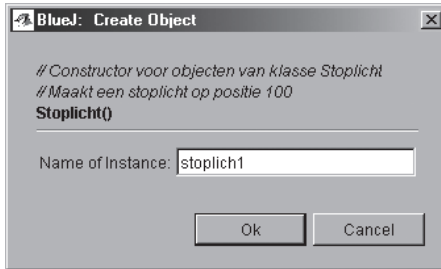 BlueJ: Create Object
// Constructor voor objecten van klasse Stoplicht
// Maakt een stoplicht op positie 100
Stoplicht()
Name of Instance: stoplich1
Ok Cancel